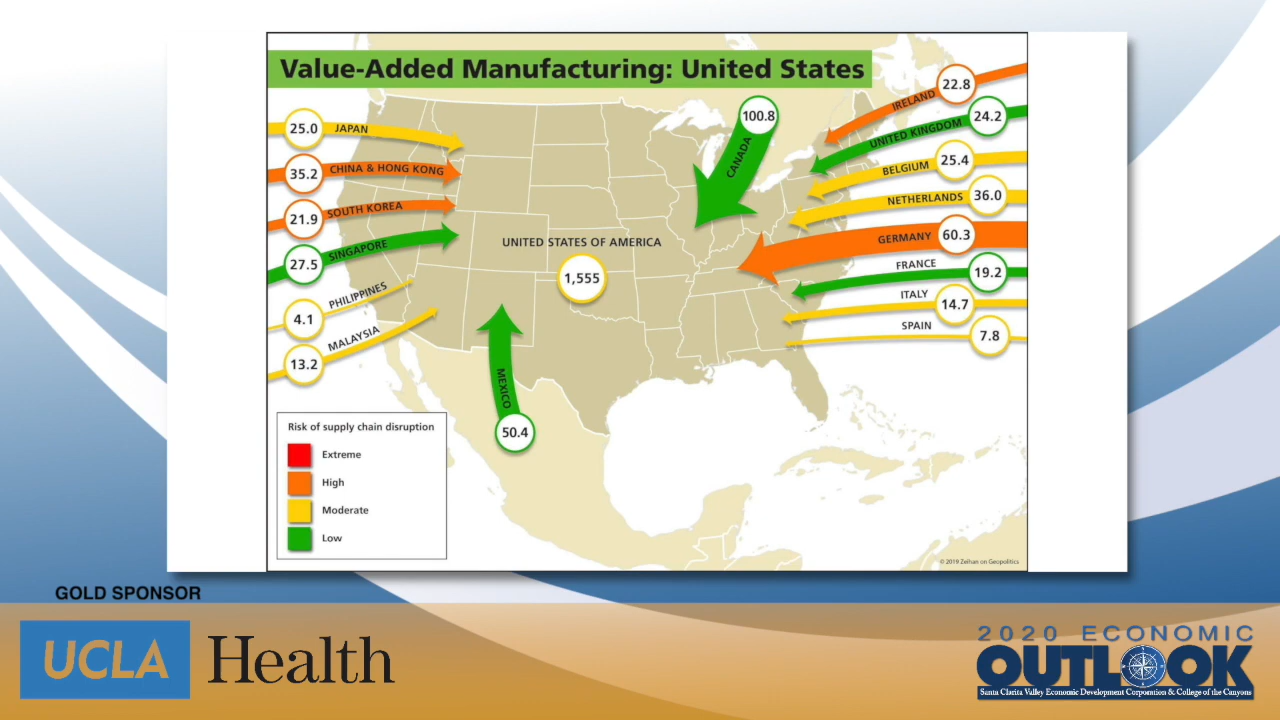 Value-Added Manufacturing: United States
25.0 JAPAN
35.2 CHINA & HONG KONG
21.9 SOUTH KOREA
27.5 SINGAPORE
4.1 PHILIPPINES
13.2 MALAYSIA
100.8
CANADA
UNITED STATES OF AMERICA
1,555
MEXICO
50.4
IRELAND 22.8
UNITED KINGDOM 24.2
BELGIUM 25.4
NETHERLANDS 36.0
GERMANY 60.3
FRANCE 19.2
ITALY 14.7
SPAIN 7.8
Risk of supply chain disruption
Extreme
High
Moderate
Low
© 2019 Zeihan on Geopolitics
GOLD SPONSOR
UCLA Health
2020 ECONOMIC
OUTLOOK
Santa Clarita Valley Economic Development Corporation & College of the Canyons